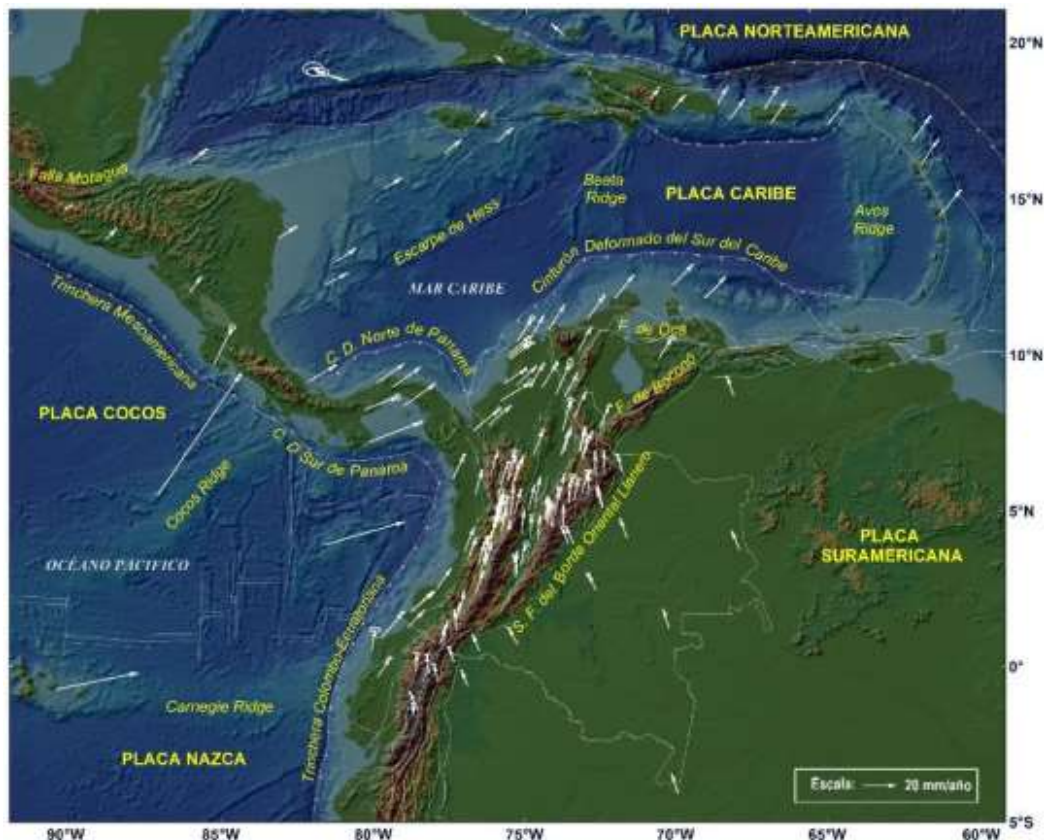 PLACA NORTEAMERICANA
20°N
Falla Motagua
Beata
Ridge
PLACA CARIBE
Aves
Ridge
15°N
Escarpe de Hess
Cinturón Deformado del Sur del Caribe
Trinchera Mesoamericana
MAR CARIBE
C. D. Norte de Panamá
F. de Oca
10°N
F. de Boconó
PLACA COCOS
C. D Sur de Panamá
Cocos Ridge
S. F. del Borde Oriental Llanero
5°N
PLACA
SURAMERICANA
OCÉANO PACIFICO
Trinchera Colombo-Ecuatoriana
0°
Carnegie Ridge
PLACA NAZCA
Escala: 20 mm/año
5°S
90°W 85°W 80°W 75°W 70°W 65°W 60°W